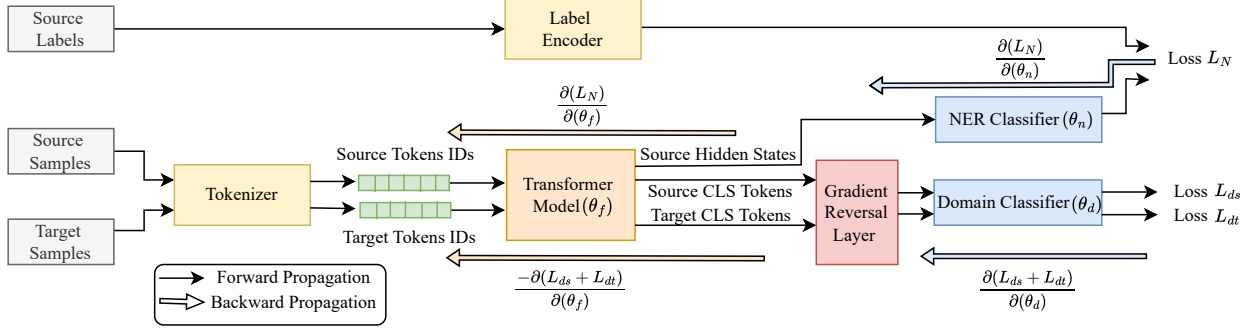 Source
Labels
Label
Encoder
Loss L_N
∂(L_N)
∂(θ_n)
∂(L_N)
∂(θ_f)
NER Classifier (θ_n)
Source
Samples
Source Tokens IDs
Source Hidden States
Tokenizer
Transformer
Model(θ_f)
Source CLS Tokens
Target CLS Tokens
Gradient
Reversal
Layer
Domain Classifier (θ_d)
Loss L_ds
Loss L_dt
Target
Samples
Target Tokens IDs
Forward Propagation
Backward Propagation
−∂(L_ds + L_dt)
∂(θ_f)
∂(L_ds + L_dt)
∂(θ_d)